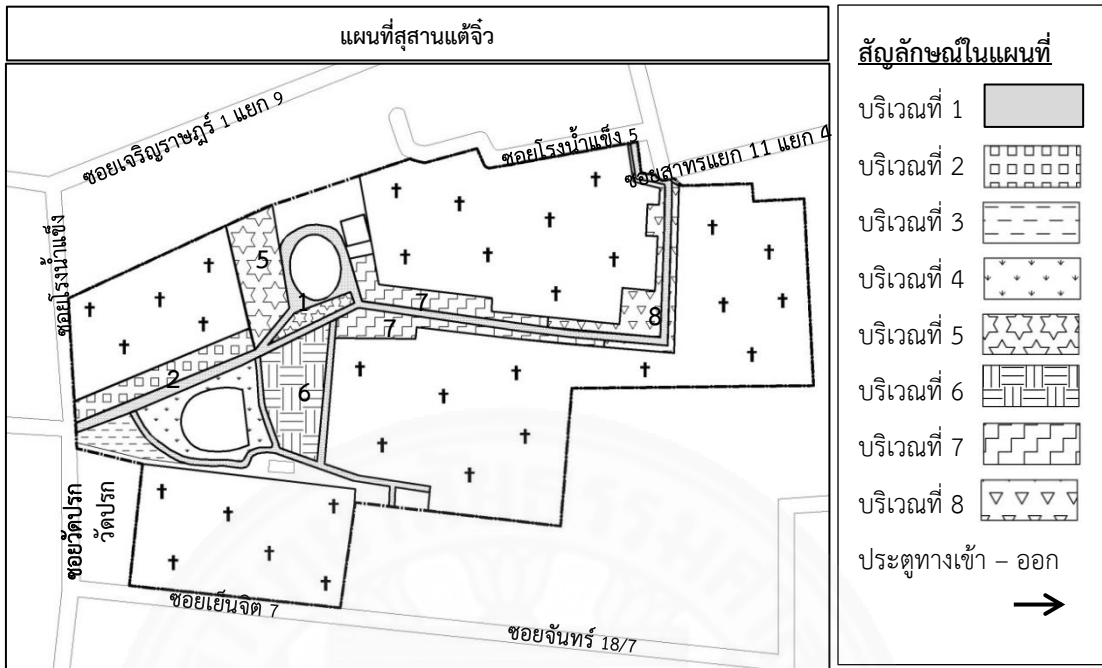 แผนที่สุสานแต้จิ๋ว
ซอยเจริญราษฎร์ 1 แยก 9
ซอยโรงน้ำแข็ง 5
ซอยสาทรแยก 11 แยก 4
ซอยโรงน้ำแข็ง
5
1
7
7
8
2
6
ซอยวัดปรก
วัดปรก
ซอยเย็นจิต 7
ซอยจันทร์ 18/7
สัญลักษณ์ในแผนที่
บริเวณที่ 1
บริเวณที่ 2
บริเวณที่ 3
บริเวณที่ 4
บริเวณที่ 5
บริเวณที่ 6
บริเวณที่ 7
บริเวณที่ 8
ประตูทางเข้า – ออก